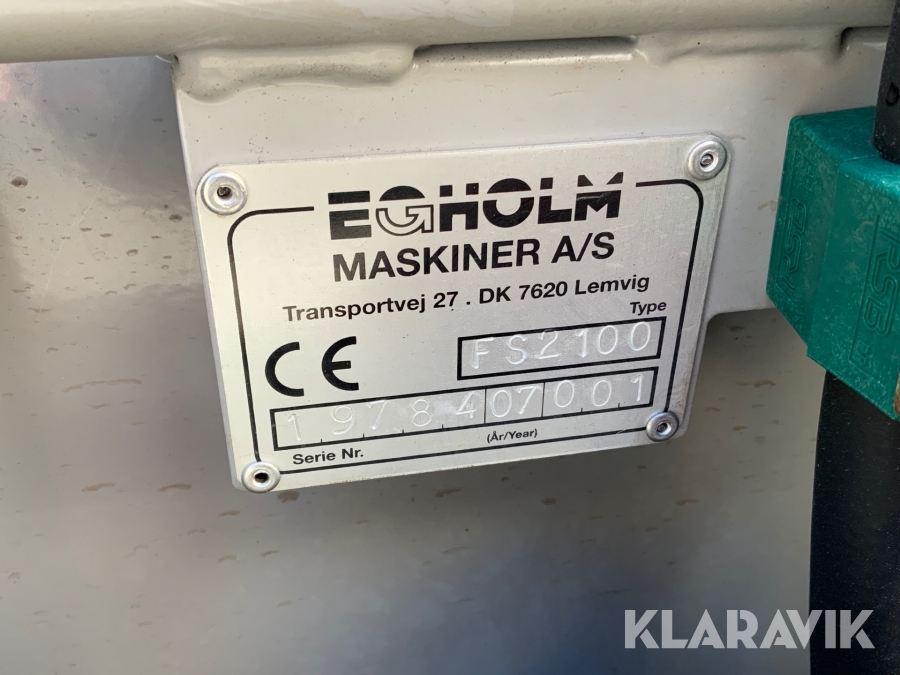 EGHOLM
MASKINER A/S
Transportvej 27 . DK 7620 Lemvig
Type
FS2100
CE
1978407001
(År/Year)
Serie Nr.
KLARAVIK